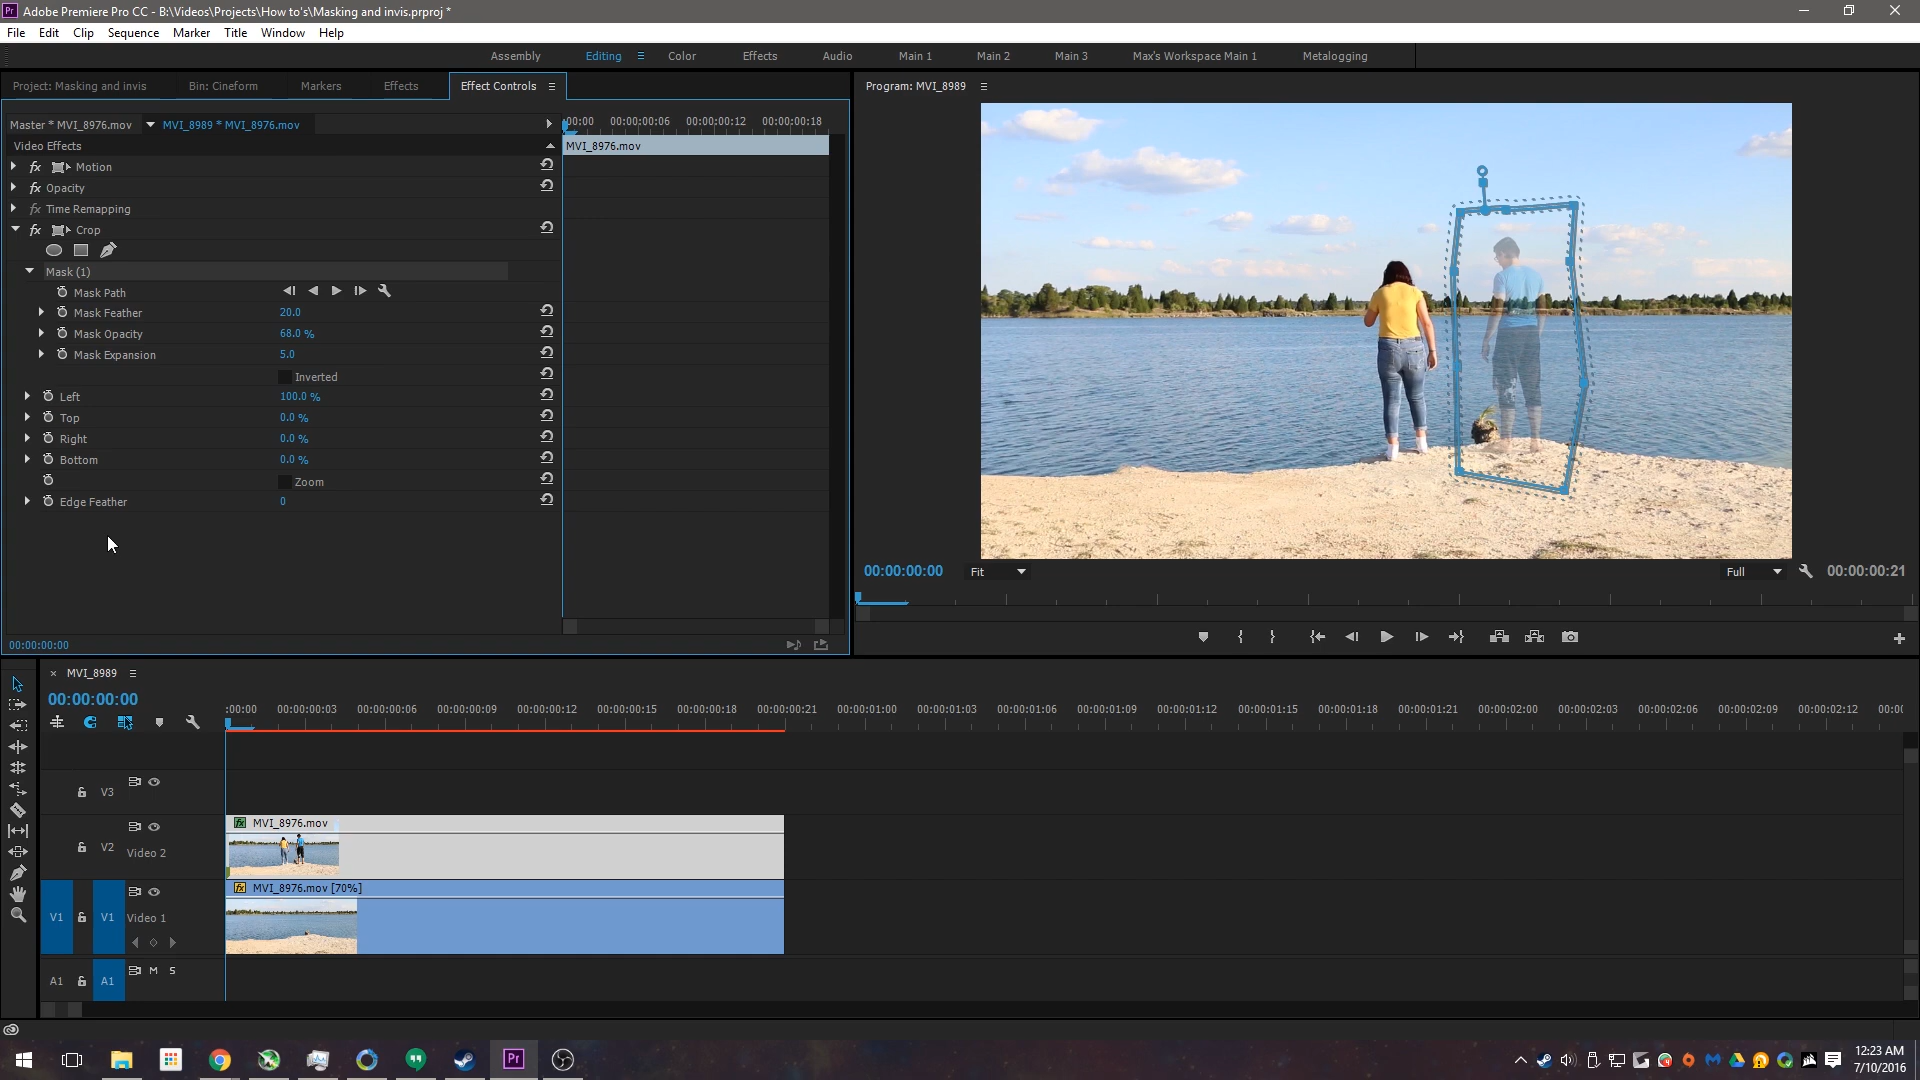 Pr Adobe Premiere Pro CC - B:\Videos\Projects\How to's\Masking and invis.prproj *
File Edit Clip Sequence Marker Title Window Help
Assembly Editing Color Effects Audio Main 1 Main 2 Main 3 Max's Workspace Main 1 Metalogging
Project: Masking and invis Bin: Cineform Markers Effects Effect Controls
Program: MVI_8989
Master * MVI_8976.mov MVI_8989 * MVI_8976.mov
:00:00 00:00:00:06 00:00:00:12 00:00:00:18
Video Effects
MVI_8976.mov
fx Motion
fx Opacity
fx Time Remapping
fx Crop
Mask (1)
Mask Path
Mask Feather 20.0
Mask Opacity 68.0 %
Mask Expansion 5.0
Inverted
Left 100.0 %
Top 0.0 %
Right 0.0 %
Bottom 0.0 %
Zoom
Edge Feather 0
00:00:00:00
00:00:00:00 Fit Full 00:00:00:21
× MVI_8989
00:00:00:00
:00:00 00:00:00:03 00:00:00:06 00:00:00:09 00:00:00:12 00:00:00:15 00:00:00:18 00:00:00:21 00:00:01:00 00:00:01:03 00:00:01:06 00:00:01:09 00:00:01:12 00:00:01:15 00:00:01:18 00:00:01:21 00:00:02:00 00:00:02:03 00:00:02:06 00:00:02:09 00:00:02:12 00:0
V3
fx MVI_8976.mov
V2 Video 2
fx MVI_8976.mov [70%]
V1 V1 Video 1
A1 A1 M S
Pr
12:23 AM
7/10/2016